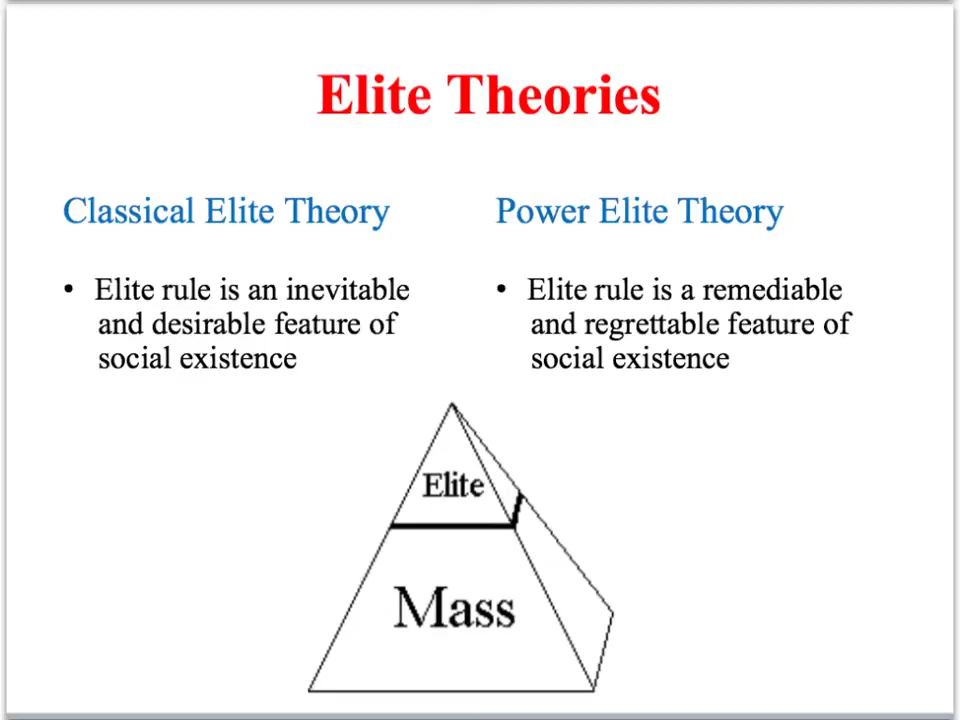 Elite Theories
Classical Elite Theory
• Elite rule is an inevitable
and desirable feature of
social existence
Power Elite Theory
• Elite rule is a remediable
and regrettable feature of
social existence
Elite
Mass